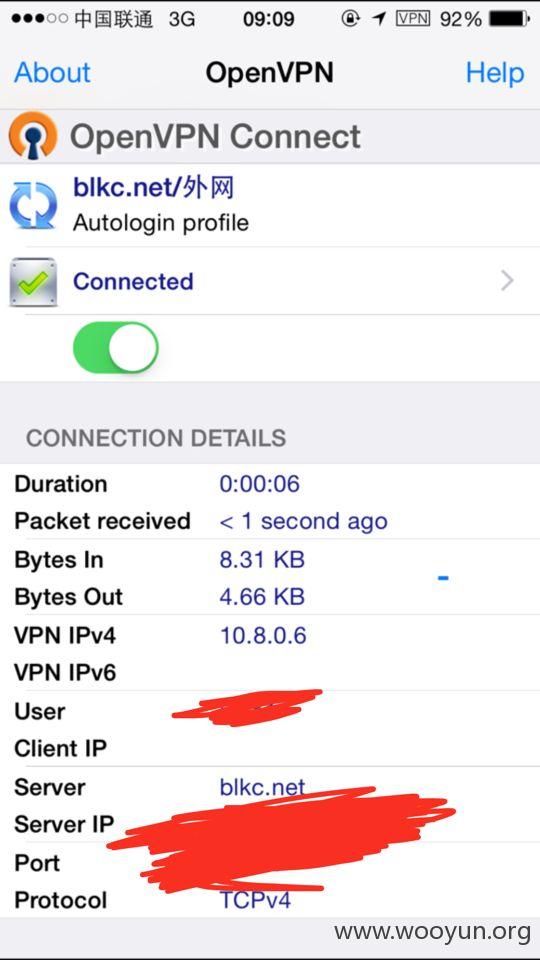 中国联通 3G 09:09 VPN 92%
About OpenVPN Help
OpenVPN Connect
blkc.net/外网
Autologin profile
Connected
CONNECTION DETAILS
Duration 0:00:06
Packet received < 1 second ago
Bytes In 8.31 KB
Bytes Out 4.66 KB
VPN IPv4 10.8.0.6
VPN IPv6
User
Client IP
Server blkc.net
Server IP
Port
Protocol TCPv4
www.wooyun.org